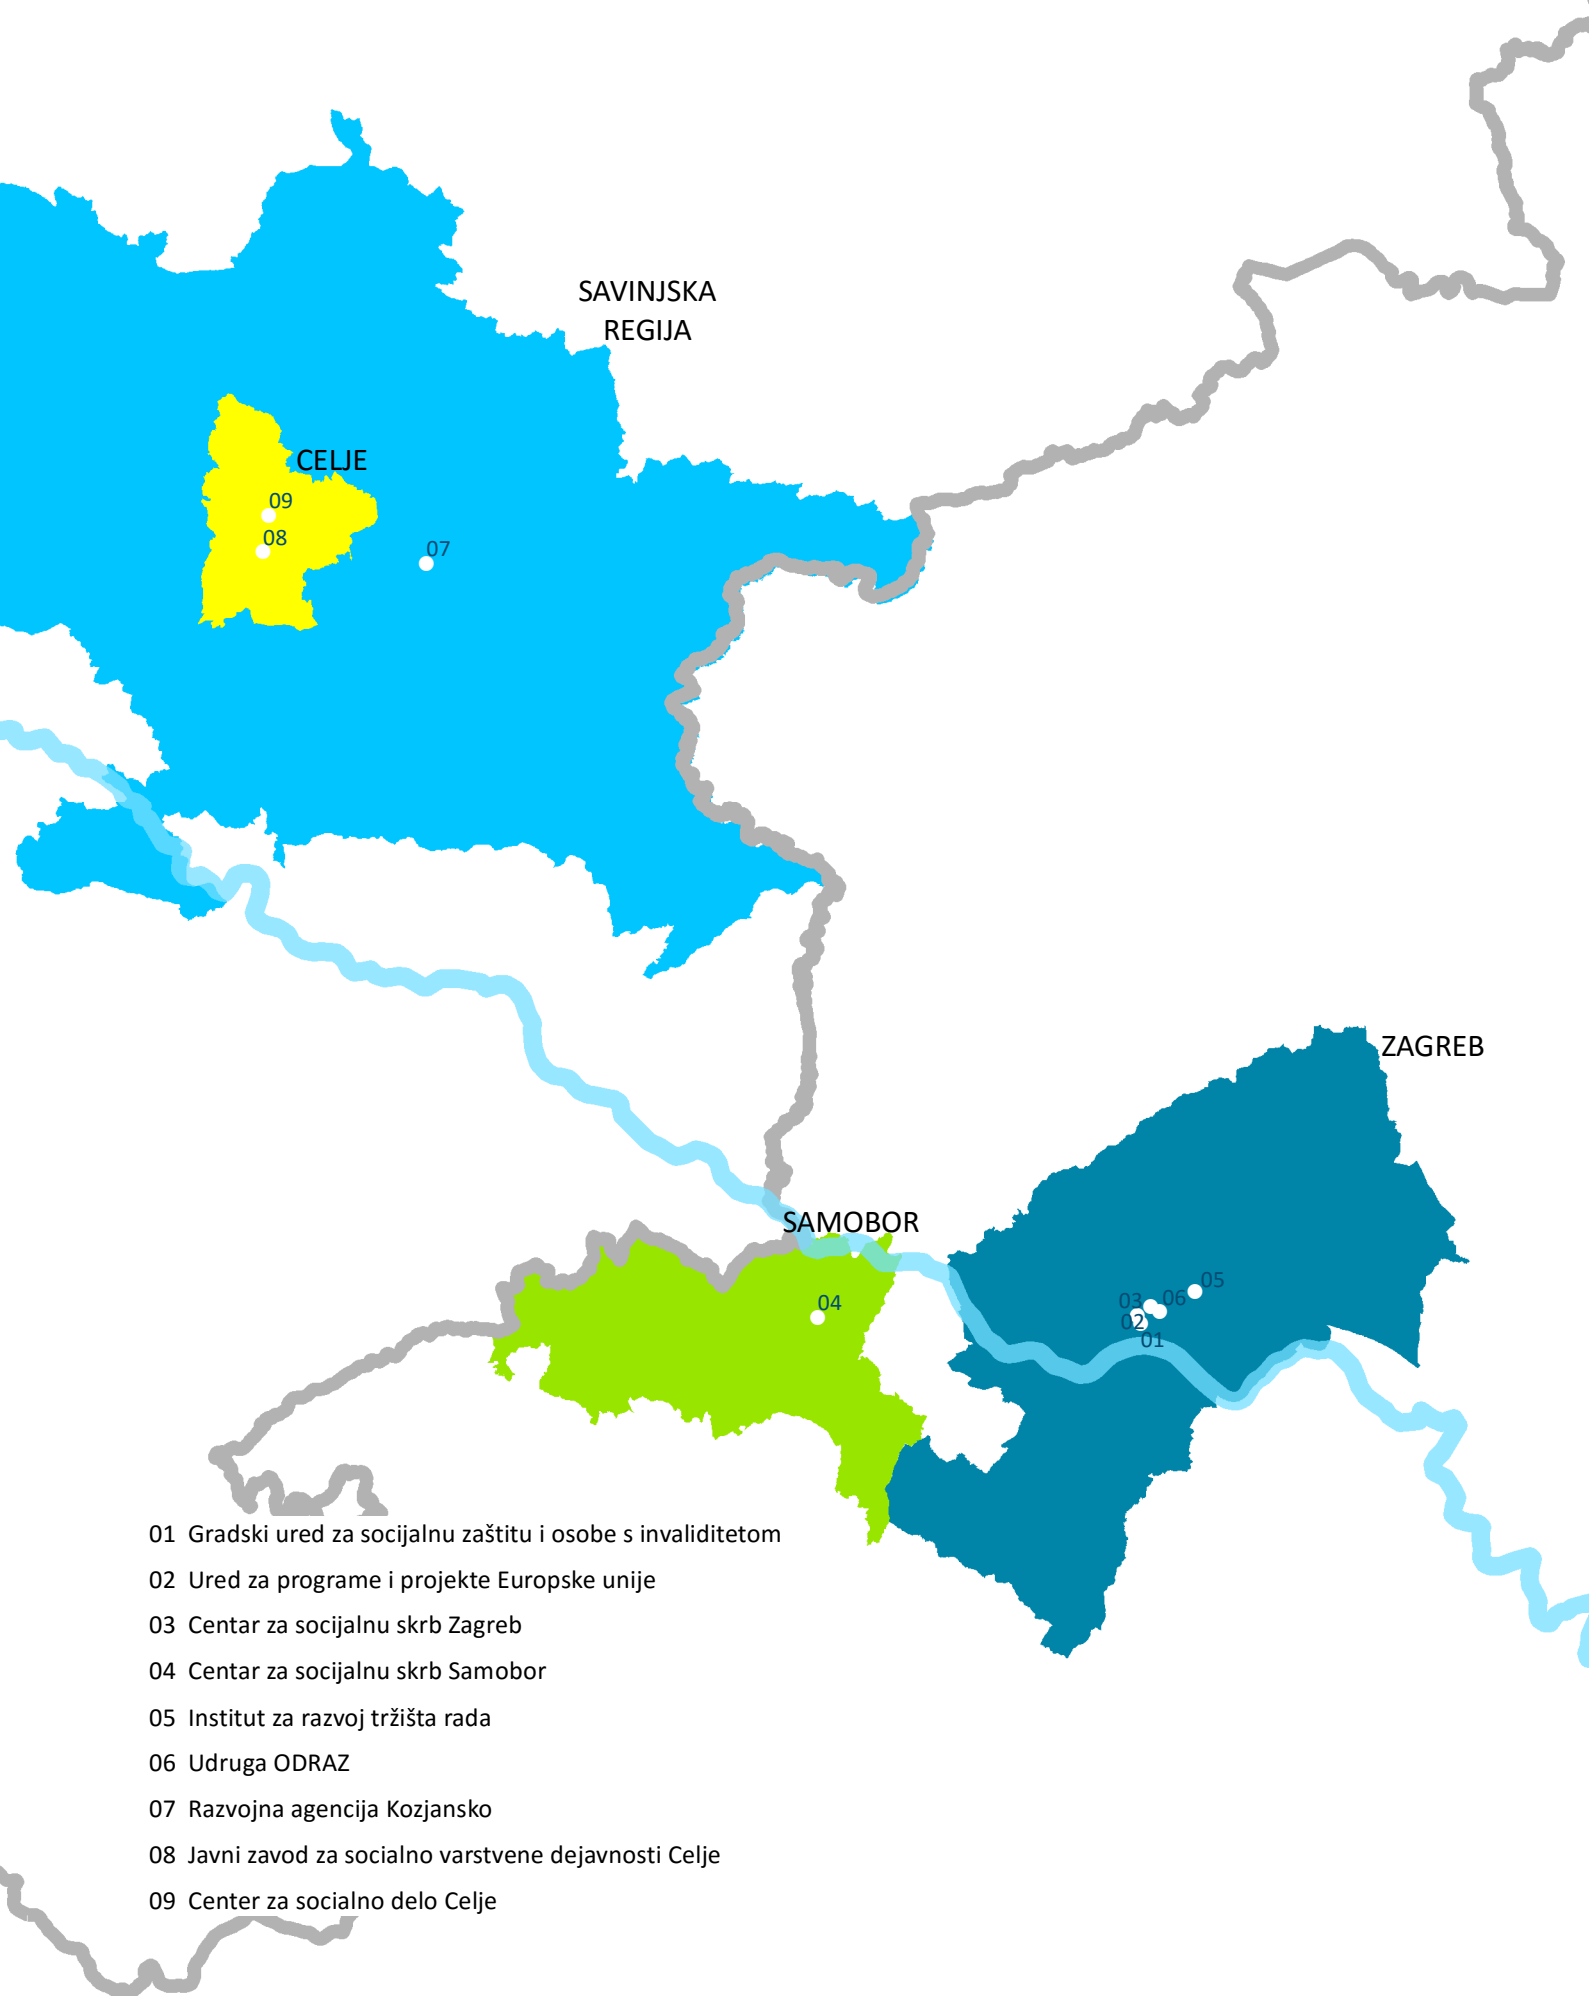 SAVINJSKA
REGIJA
CELJE
09
08
07
ZAGREB
SAMOBOR
04
05
03
06
02
01
01 Gradski ured za socijalnu zaštitu i osobe s invaliditetom
02 Ured za programe i projekte Europske unije
03 Centar za socijalnu skrb Zagreb
04 Centar za socijalnu skrb Samobor
05 Institut za razvoj tržišta rada
06 Udruga ODRAZ
07 Razvojna agencija Kozjansko
08 Javni zavod za socialno varstvene dejavnosti Celje
09 Center za socialno delo Celje